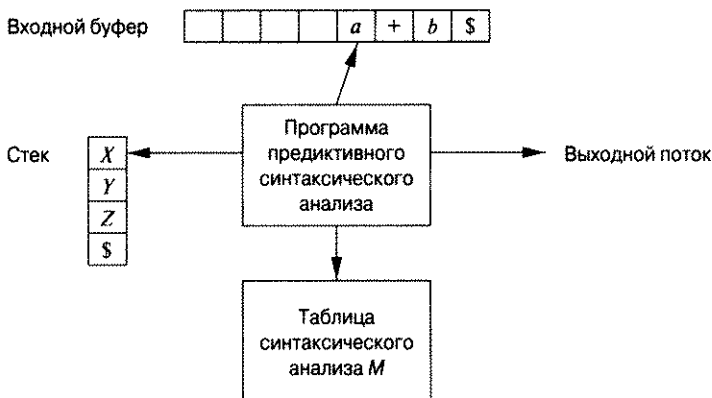 Входной буфер
a + b $
Программа
предиктивного
синтаксического
анализа
Стек
X
Y
Z
$
Выходной поток
Таблица
синтаксического
анализа M